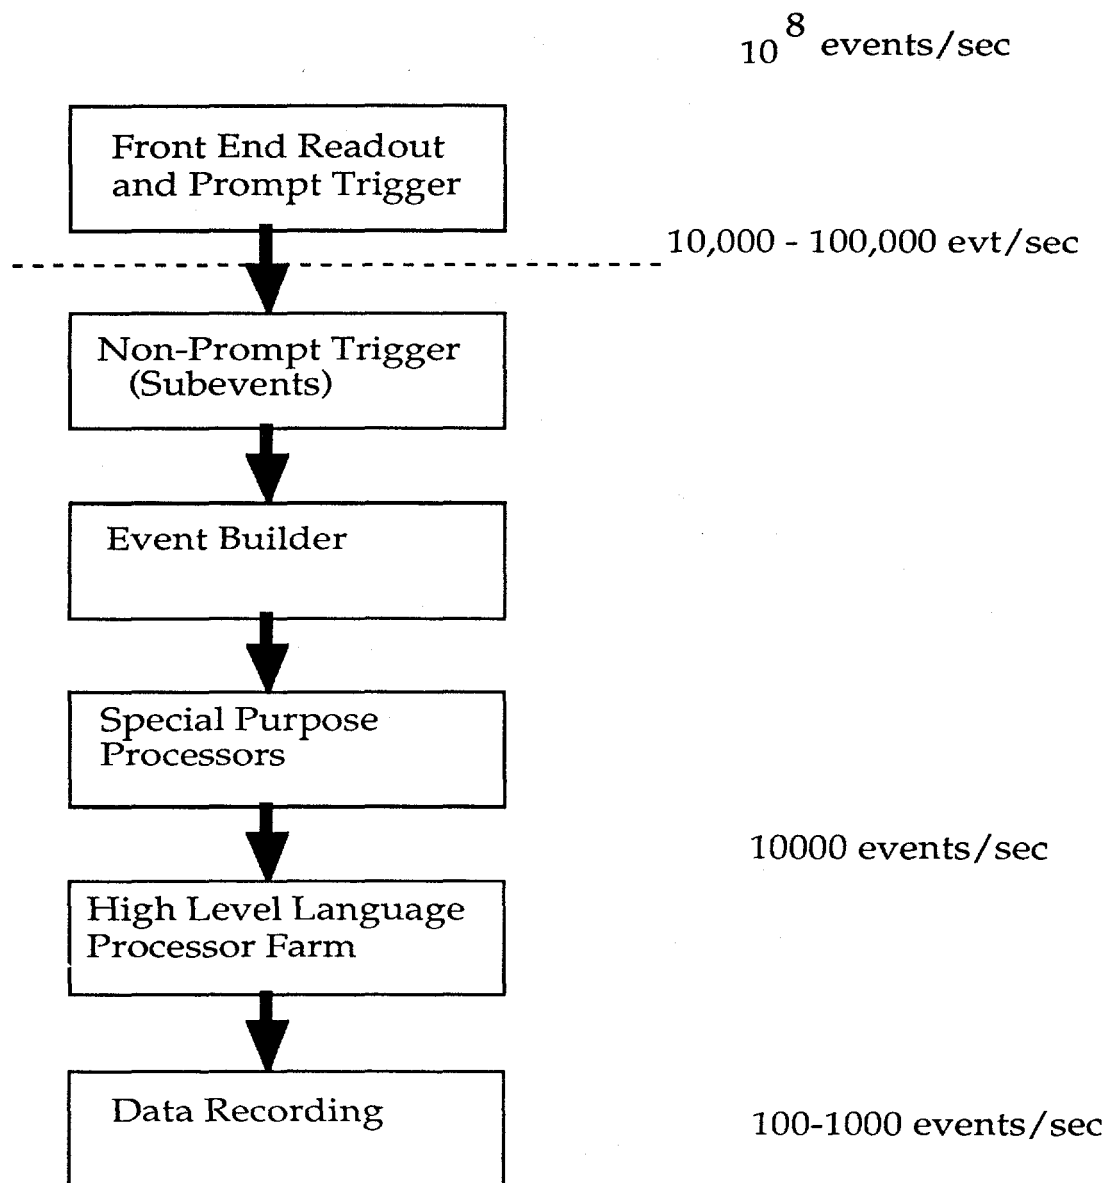 10^8 events/sec
Front End Readout
and Prompt Trigger
10,000 - 100,000 evt/sec
Non-Prompt Trigger
(Subevents)
Event Builder
Special Purpose
Processors
10000 events/sec
High Level Language
Processor Farm
Data Recording
100-1000 events/sec